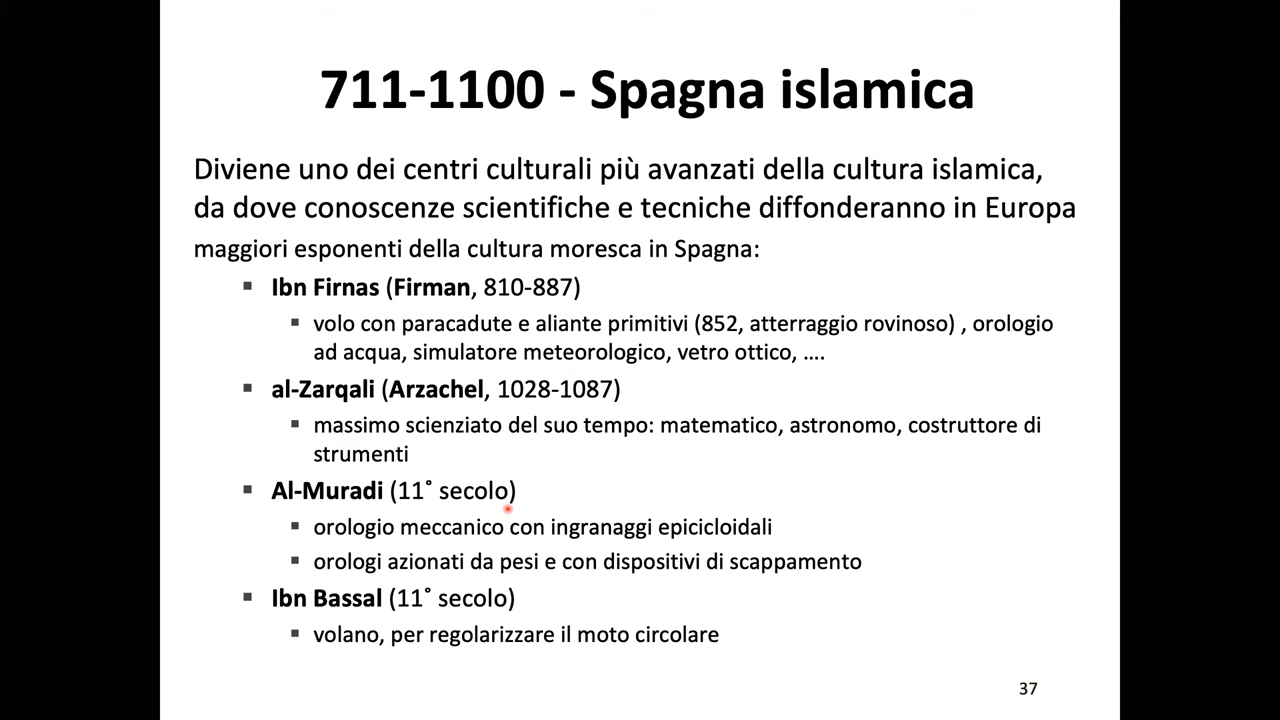 711-1100 - Spagna islamica
Diviene uno dei centri culturali più avanzati della cultura islamica,
da dove conoscenze scientifiche e tecniche diffonderanno in Europa
maggiori esponenti della cultura moresca in Spagna:
▪ Ibn Firnas (Firman, 810-887)
▪ volo con paracadute e aliante primitivi (852, atterraggio rovinoso) , orologio
ad acqua, simulatore meteorologico, vetro ottico, ....
▪ al-Zarqali (Arzachel, 1028-1087)
▪ massimo scienziato del suo tempo: matematico, astronomo, costruttore di
strumenti
▪ Al-Muradi (11˚ secolo)
▪ orologio meccanico con ingranaggi epicicloidali
▪ orologi azionati da pesi e con dispositivi di scappamento
▪ Ibn Bassal (11˚ secolo)
▪ volano, per regolarizzare il moto circolare
37